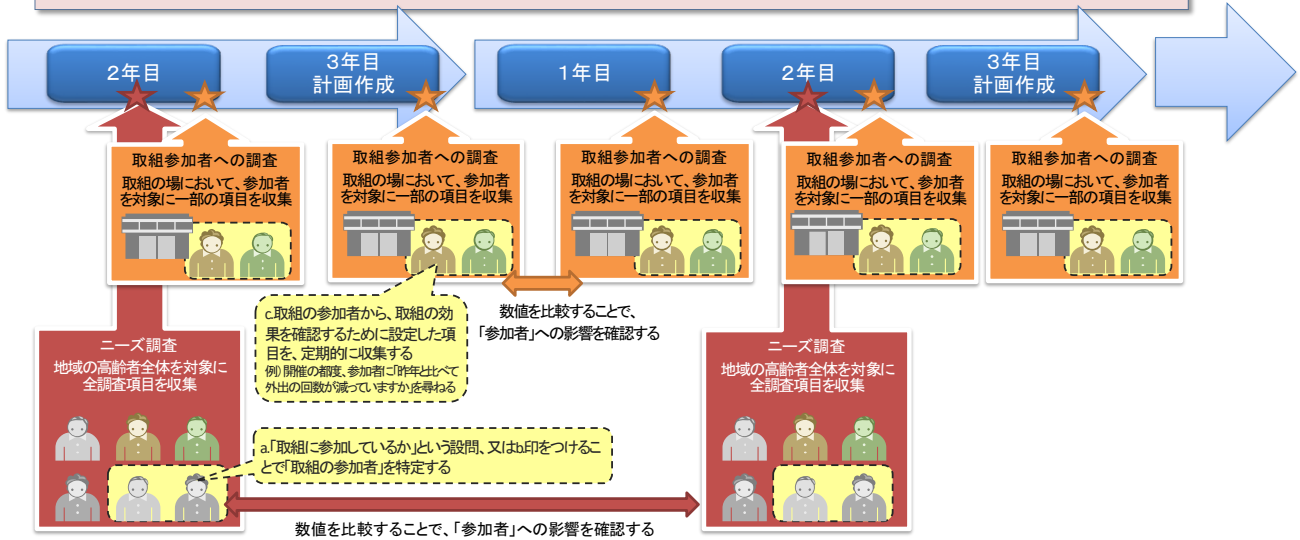 2年目
3年目
計画作成
1年目
2年目
3年目
計画作成
取組参加者への調査
取組の場において、参加者
を対象に一部の項目を収集
取組参加者への調査
取組の場において、参加者
を対象に一部の項目を収集
取組参加者への調査
取組の場において、参加者
を対象に一部の項目を収集
取組参加者への調査
取組の場において、参加者
を対象に一部の項目を収集
取組参加者への調査
取組の場において、参加者
を対象に一部の項目を収集
c.取組の参加者から、取組の効
果を確認するために設定した項
目を、定期的に収集する
例）開催の都度、参加者に「昨年と比べて
外出の回数が減っていますか」を尋ねる
数値を比較することで、
「参加者」への影響を確認する
ニーズ調査
地域の高齢者全体を対象に
全調査項目を収集
ニーズ調査
地域の高齢者全体を対象に
全調査項目を収集
a.「取組に参加しているか」という設問、又はb.印をつけるこ
とで「取組の参加者」を特定する
数値を比較することで、「参加者」への影響を確認する